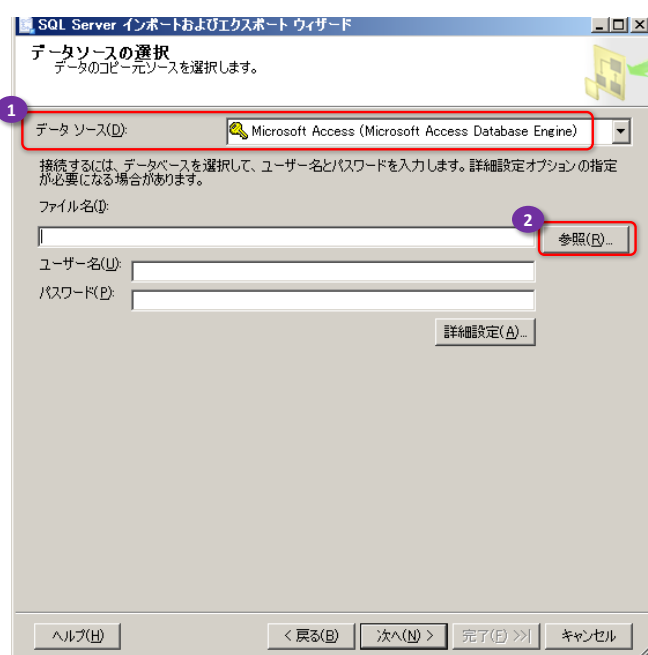 SQL Server インポートおよびエクスポート ウィザード
データソースの選択
データのコピー元ソースを選択します。
1
データ ソース(D):
Microsoft Access (Microsoft Access Database Engine)
接続するには、データベースを選択して、ユーザー名とパスワードを入力します。詳細設定オプションの指定
が必要になる場合があります。
ファイル名(I):
2
参照(R)...
ユーザー名(U):
パスワード(P):
詳細設定(A)...
ヘルプ(H)
< 戻る(B)
次へ(N) >
完了(F) >>|
キャンセル